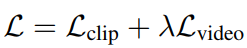 ℒ = ℒ_clip + λℒ_video